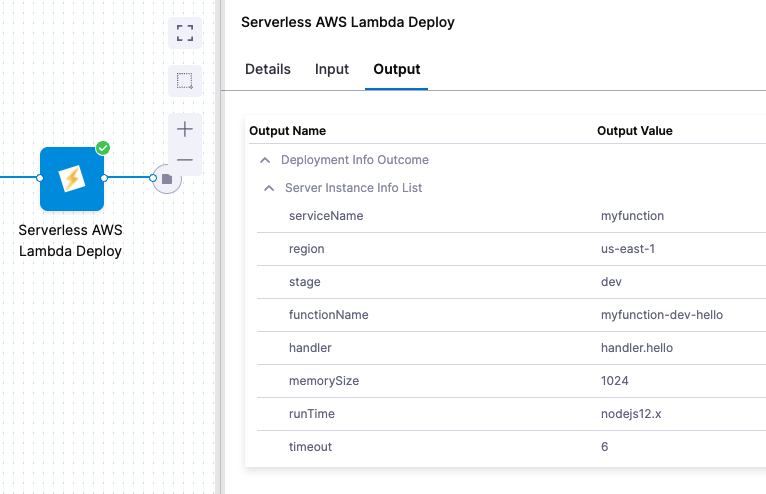 Serverless AWS Lambda Deploy
Details Input Output
Output Name Output Value
Deployment Info Outcome
Server Instance Info List
serviceName myfunction
region us-east-1
stage dev
functionName myfunction-dev-hello
handler handler.hello
memorySize 1024
runTime nodejs12.x
timeout 6
Serverless AWS
Lambda Deploy